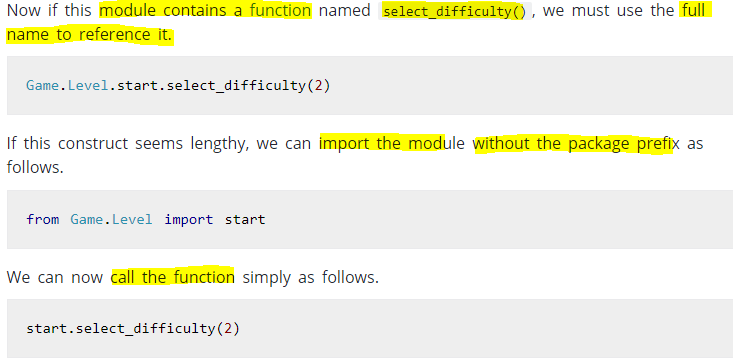 Now if this module contains a function named select_difficulty(), we must use the full
name to reference it.
Game.Level.start.select_difficulty(2)
If this construct seems lengthy, we can import the module without the package prefix as
follows.
from Game.Level import start
We can now call the function simply as follows.
start.select_difficulty(2)